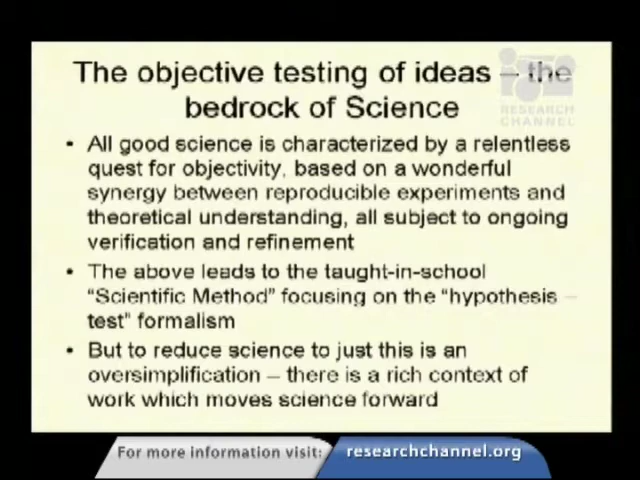 The objective testing of ideas – the
bedrock of Science
RESEARCH
CHANNEL
• All good science is characterized by a relentless
quest for objectivity, based on a wonderful
synergy between reproducible experiments and
theoretical understanding, all subject to ongoing
verification and refinement
• The above leads to the taught-in-school
“Scientific Method” focusing on the “hypothesis –
test” formalism
• But to reduce science to just this is an
oversimplification – there is a rich context of
work which moves science forward
For more information visit: researchchannel.org